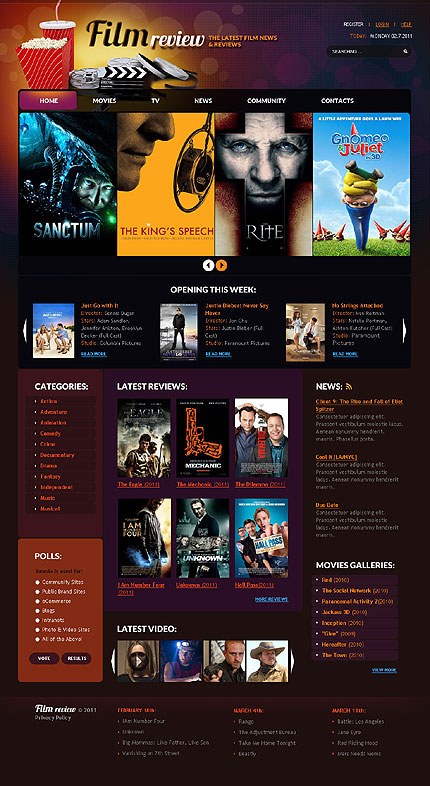 Film review
THE LATEST FILM NEWS
& REVIEWS
REGISTER | LOGIN | HELP
TODAY: MONDAY 02.7.2011
SEARCHING ...
HOME MOVIES TV NEWS COMMUNITY CONTACTS
SANCTUM
THE KING'S SPEECH
RITE
A LITTLE ADVENTURE GOES A LAWN WAY
Gnomeo
& Juliet
in 3D
OPENING THIS WEEK:
Just Go with It
Director: Dennis Dugan
Stars: Adam Sandler,
Jennifer Aniston, Brooklyn
Decker (Full Cast)
Studio: Columbia Pictures
READ MORE
Justin Bieber: Never Say
Never
Director: Jon Chu
Stars: Justin Bieber (Full
Cast)
Studio: Paramount Pictures
READ MORE
No Strings Attached
Director: Ivan Reitman
Stars: Natalie Portman,
Ashton Kutcher (Full Cast)
Studio: Paramount
Pictures
READ MORE
CATEGORIES:
Action
Adventure
Animation
Comedy
Crime
Documentary
Drama
Fantasy
Independent
Music
Musical
POLLS:
Community Sites
Public Brand Sites
eCommerce
Blogs
Intranets
Photo & Video Sites
All of the Above!
VOTE RESULTS
LATEST REVIEWS:
EAGLE
MECHANIC
The Eagle (2011)
The Mechanic (2011)
The Dilemma (2011)
I AM
FOUR
UNKNOWN
HALL PASS
I Am Number Four
(2011)
Unknown (2011)
Hall Pass(2011)
MORE REVIEWS
LATEST VIDEO:
NEWS:
Client 9: The Rise and Fall of Eliot
Spitzer
Consectetuer adipiscing elit.
Praesent vestibulum molestie lacus.
Aenean nonummy hendrerit
mauris. Phasellus porta.
Cool It [LA/NYC]
Consectetuer adipiscing elit.
Praesent vestibulum molestie
lacus. Aenean nonummy hendrerit
mauris.
Due Date
Consectetuer adipiscing elit.
Praesent vestibulum molestie
lacus. Aenean nonummy hendrerit
mauris.
MOVIES GALLERIES:
Red (2010)
The Social Network (2010)
Paranormal Activity 2(2010)
Jackass 3D (2010)
Inception (2010)
"Glee" (2009)
Hereafter (2010)
The Town (2010)
VIEW MORE
Film review © 2011
Privacy Policy
FEBRUARY 18th:
I Am Number Four
Unknown
Big Mommas: Like Father, Like Son
Vanishing on 7th Street
MARCH 4th:
Rango
The Adjustment Bureau
Take Me Home Tonight
Beastly
MARCH 11th:
Battle: Los Angeles
Jane Eyre
Red Riding Hood
Mars Needs Moms